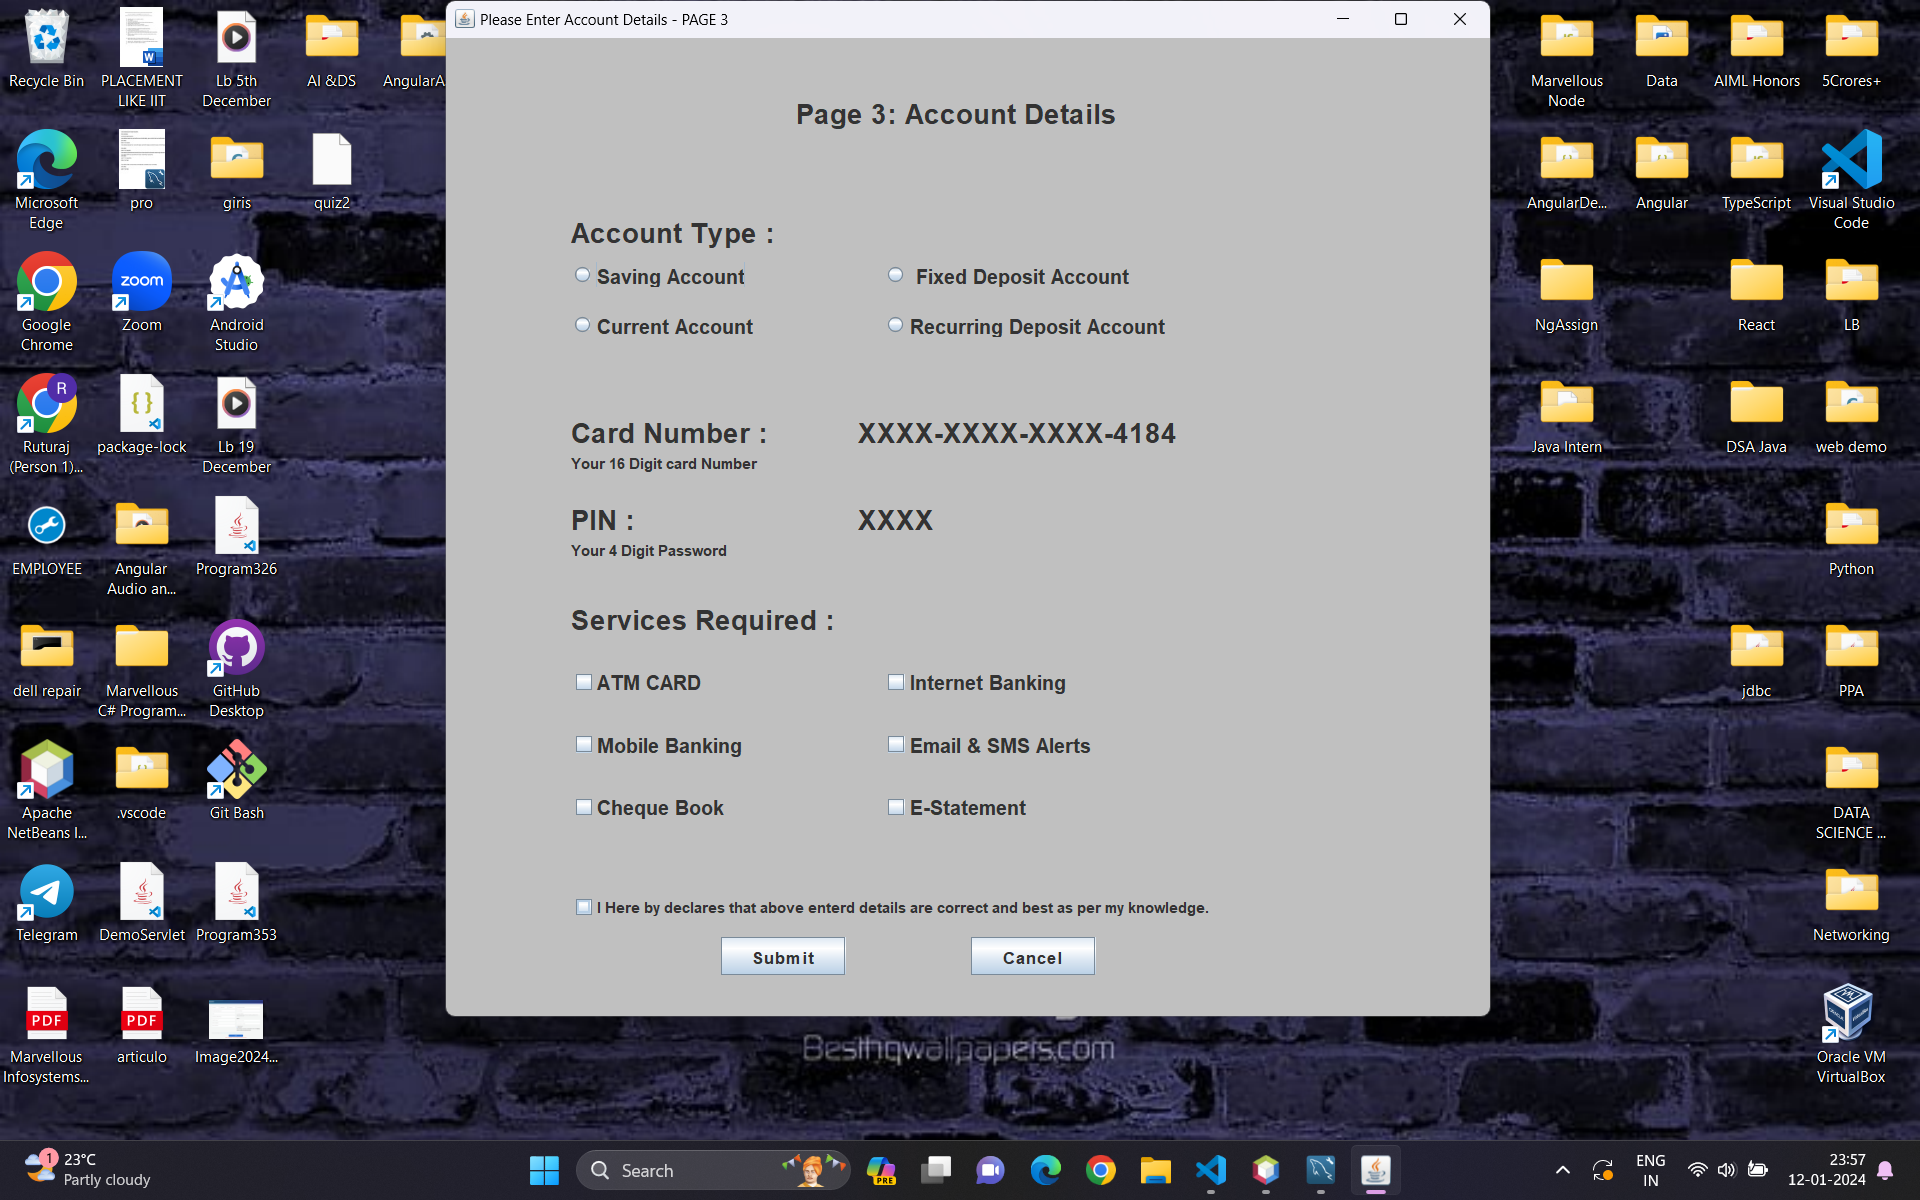 Please Enter Account Details - PAGE 3
Page 3: Account Details
Account Type :
Saving Account
Fixed Deposit Account
Current Account
Recurring Deposit Account
Card Number :
XXXX-XXXX-XXXX-4184
Your 16 Digit card Number
PIN :
XXXX
Your 4 Digit Password
Services Required :
ATM CARD
Internet Banking
Mobile Banking
Email & SMS Alerts
Cheque Book
E-Statement
I Here by declares that above enterd details are correct and best as per my knowledge.
Submit
Cancel
Recycle Bin
PLACEMENT
LIKE IIT
Lb 5th
December
AI &DS
AngularA
Microsoft
Edge
pro
giris
quiz2
Google
Chrome
zoom
Zoom
Android
Studio
R
Ruturaj
(Person 1)...
package-lock
Lb 19
December
EMPLOYEE
Angular
Audio an...
Program326
dell repair
Marvellous
C# Program...
GitHub
Desktop
Apache
NetBeans I...
.vscode
Git Bash
Telegram
DemoServlet
Program353
PDF
Marvellous
Infosystems...
PDF
articulo
Image2024...
Marvellous
Node
Data
AIML Honors
5Crores+
AngularDe...
Angular
TypeScript
Visual Studio
Code
NgAssign
React
LB
Java Intern
DSA Java
web demo
Python
jdbc
PPA
DATA
SCIENCE ...
Networking
Oracle VM
VirtualBox
Besthqwallpapers.com
1
23°C
Partly cloudy
Search
PRE
ENG
IN
23:57
12-01-2024